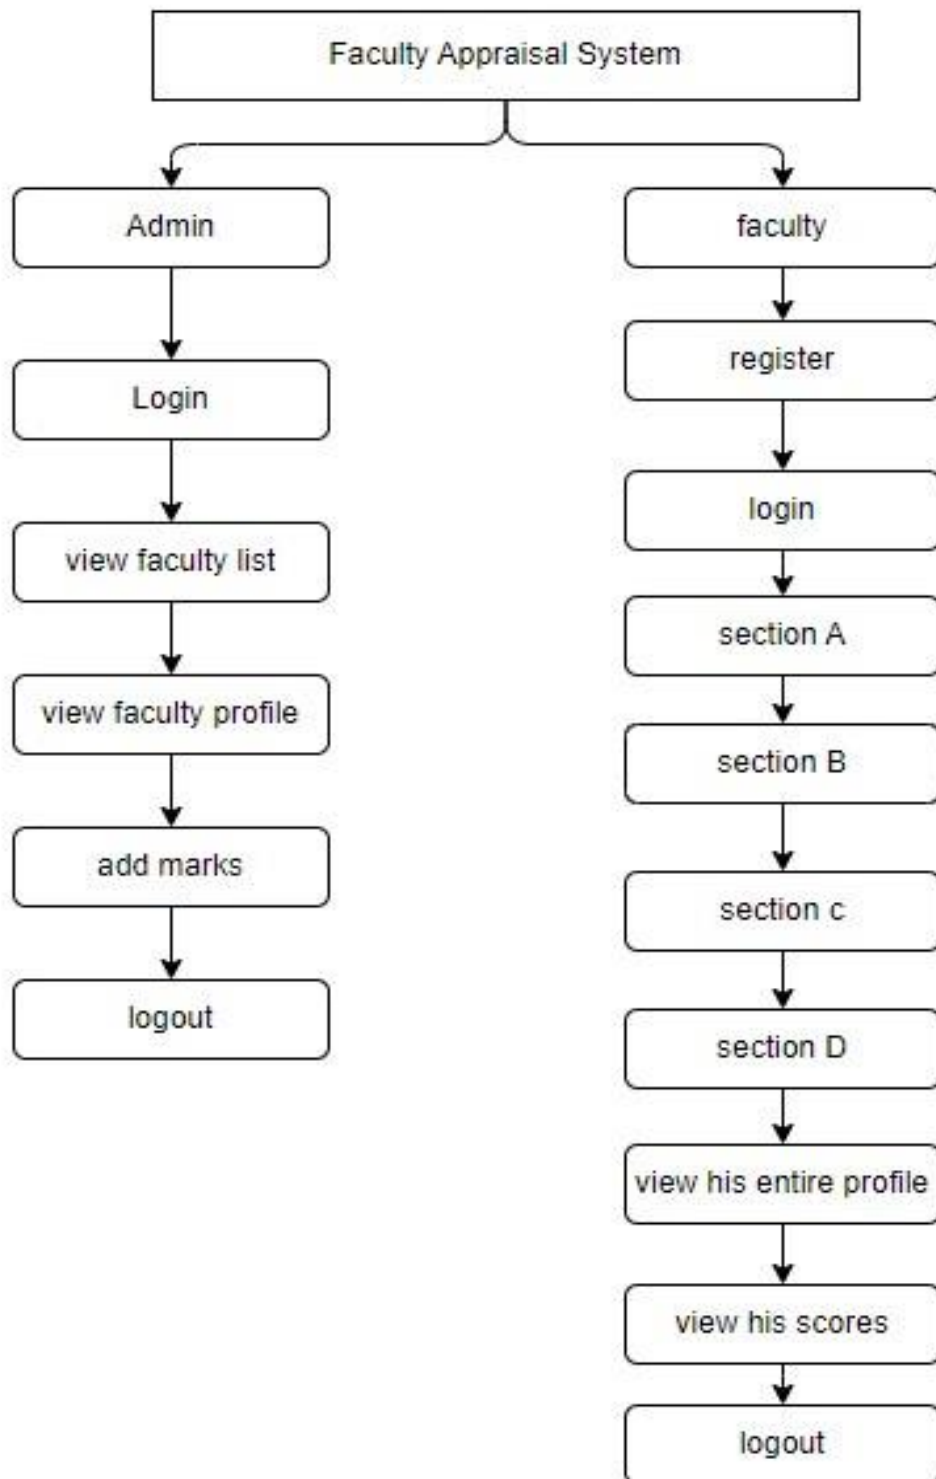 Faculty Appraisal System
Admin
Login
view faculty list
view faculty profile
add marks
logout
faculty
register
login
section A
section B
section c
section D
view his entire profile
view his scores
logout